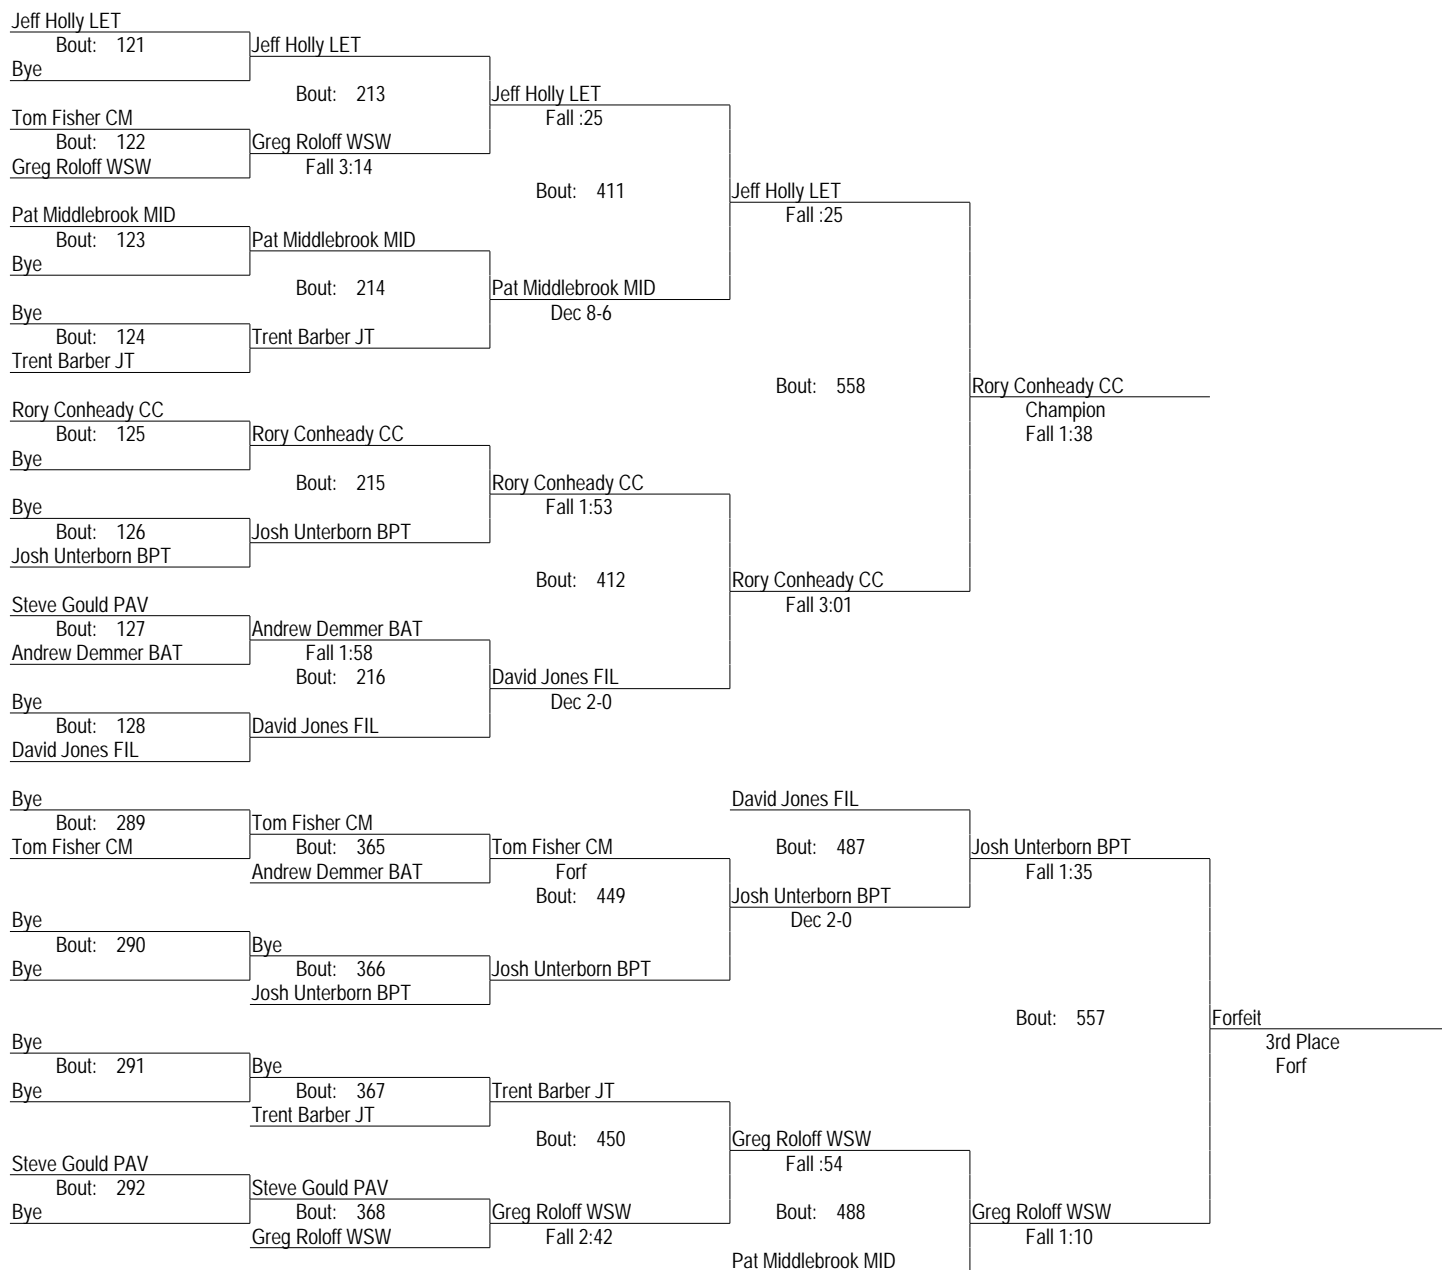 Jeff Holly LET
Bout: 121
Jeff Holly LET
Bye
Bout: 213
Jeff Holly LET
Fall :25
Tom Fisher CM
Bout: 122
Greg Roloff WSW
Greg Roloff WSW
Fall 3:14
Bout: 411
Jeff Holly LET
Fall :25
Pat Middlebrook MID
Bout: 123
Pat Middlebrook MID
Bye
Bout: 214
Pat Middlebrook MID
Dec 8-6
Bye
Bout: 124
Trent Barber JT
Trent Barber JT
Bout: 558
Rory Conheady CC
Champion
Fall 1:38
Rory Conheady CC
Bout: 125
Rory Conheady CC
Bye
Bout: 215
Rory Conheady CC
Fall 1:53
Bye
Bout: 126
Josh Unterborn BPT
Josh Unterborn BPT
Bout: 412
Rory Conheady CC
Fall 3:01
Steve Gould PAV
Bout: 127
Andrew Demmer BAT
Andrew Demmer BAT
Fall 1:58
Bout: 216
David Jones FIL
Dec 2-0
Bye
Bout: 128
David Jones FIL
David Jones FIL
Bye
Bout: 289
Tom Fisher CM
Tom Fisher CM
Bout: 365
Andrew Demmer BAT
Tom Fisher CM
Forf
Bout: 449
David Jones FIL
Bout: 487
Josh Unterborn BPT
Fall 1:35
Josh Unterborn BPT
Dec 2-0
Bye
Bout: 290
Bye
Bye
Bout: 366
Josh Unterborn BPT
Josh Unterborn BPT
Bout: 557
Forfeit
3rd Place
Forf
Bye
Bout: 291
Bye
Bye
Bout: 367
Trent Barber JT
Trent Barber JT
Bout: 450
Greg Roloff WSW
Fall :54
Steve Gould PAV
Bout: 292
Bye
Steve Gould PAV
Bout: 368
Greg Roloff WSW
Greg Roloff WSW
Fall 2:42
Bout: 488
Greg Roloff WSW
Fall 1:10
Pat Middlebrook MID